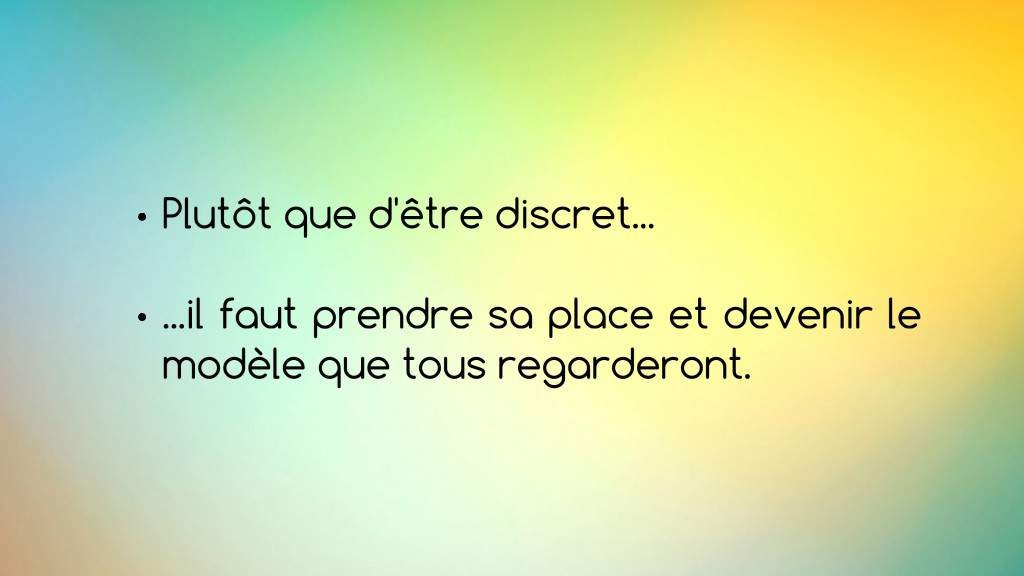 • Plutôt que d'être discret...
• ...il faut prendre sa place et devenir le
modèle que tous regarderont.